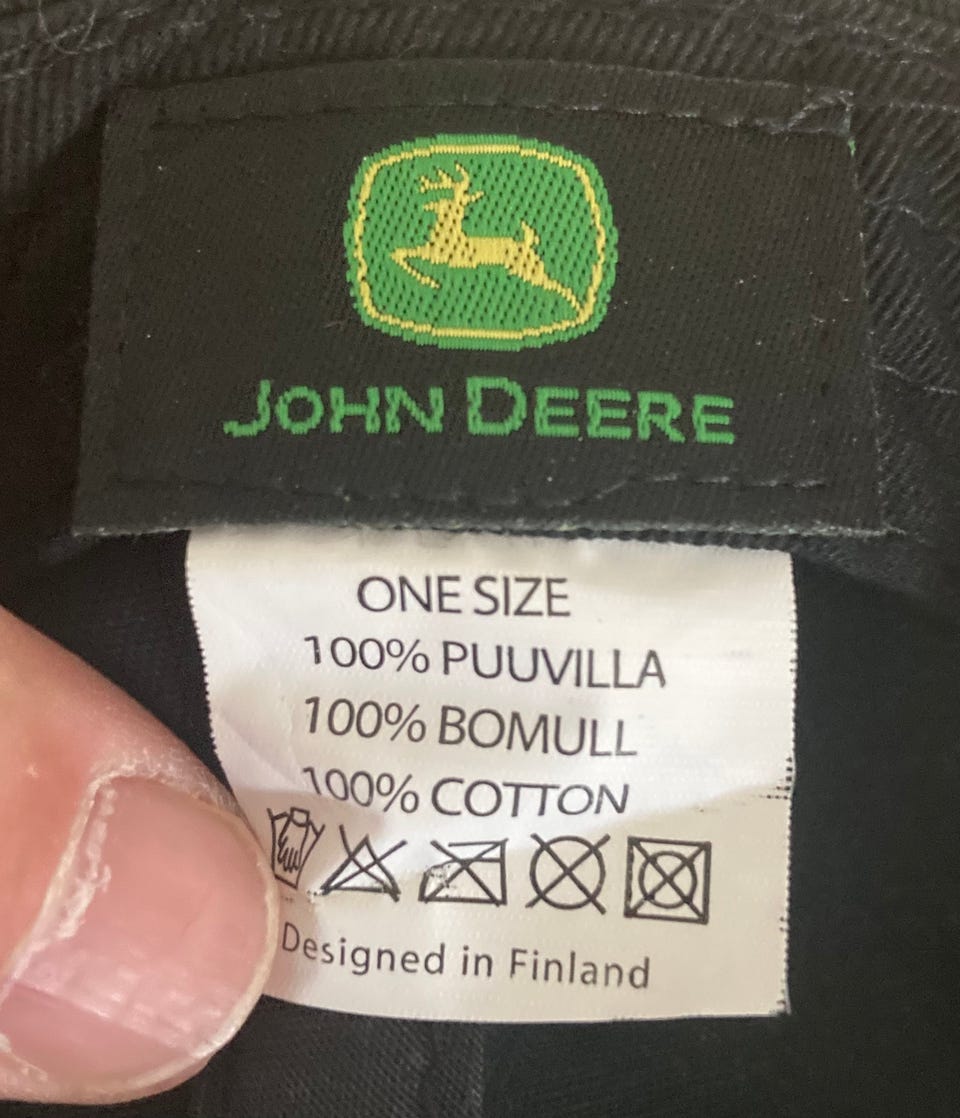 JOHN DEERE
ONE SIZE
100% PUUVILLA
100% BOMULL
100% COTTON
Designed in Finland